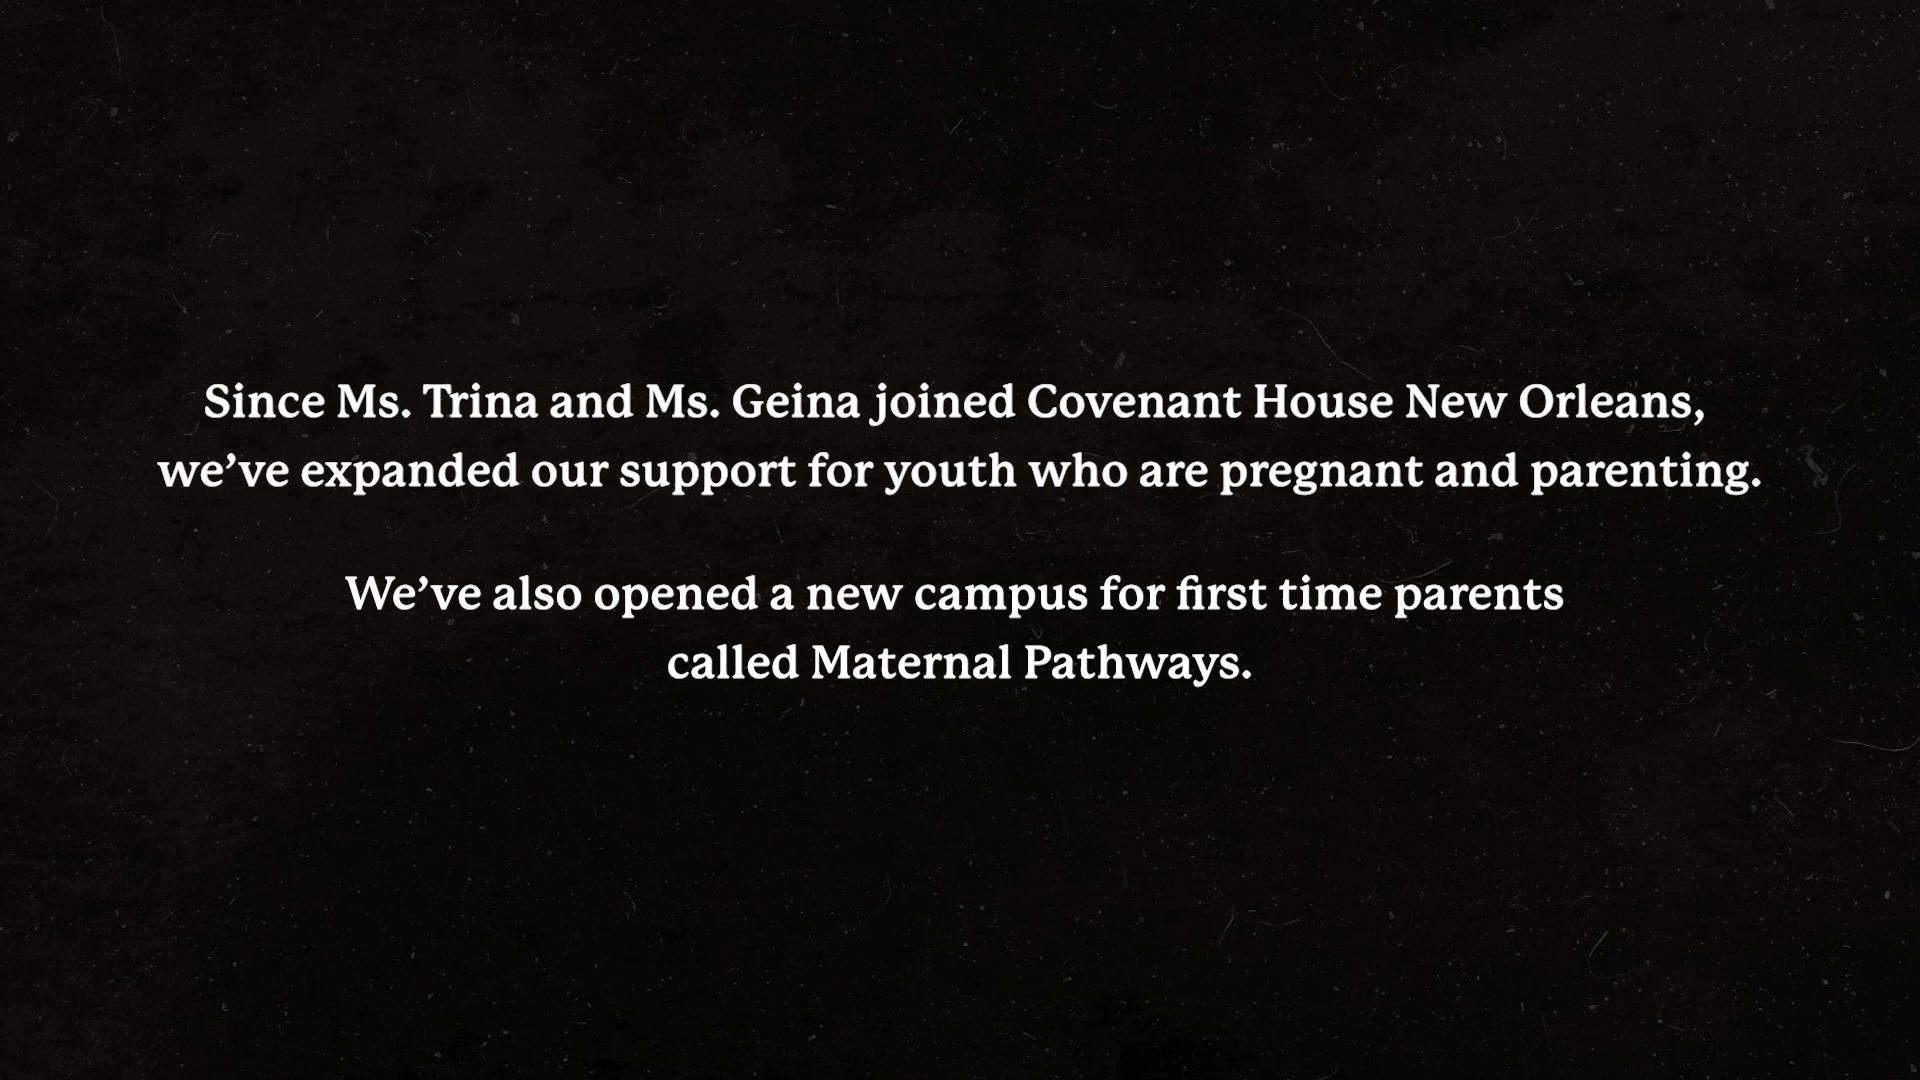 Since Ms. Trina and Ms. Geina joined Covenant House New Orleans,
we’ve expanded our support for youth who are pregnant and parenting.
We’ve also opened a new campus for first time parents
called Maternal Pathways.